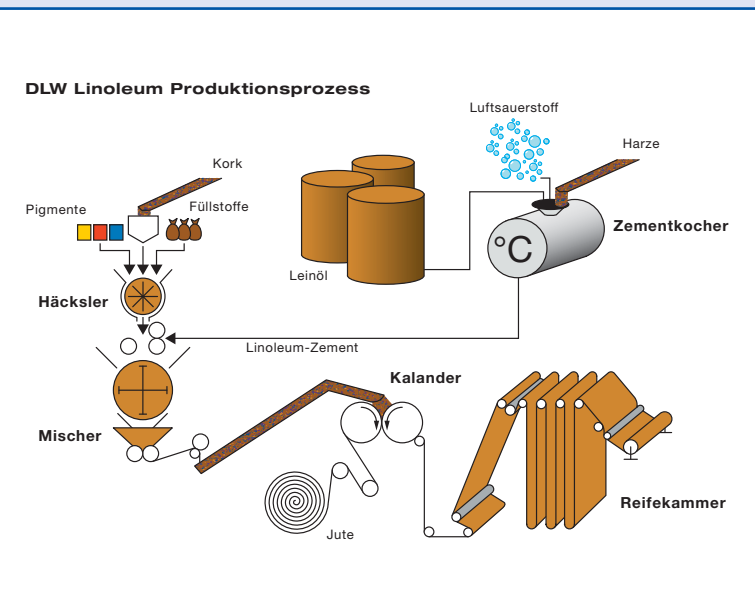 DLW Linoleum Produktionsprozess
Luftsauerstoff
Harze
Kork
Pigmente
Füllstoffe
Zementkocher
°C
Leinöl
Häcksler
Linoleum-Zement
Kalander
Mischer
Reifekammer
Jute